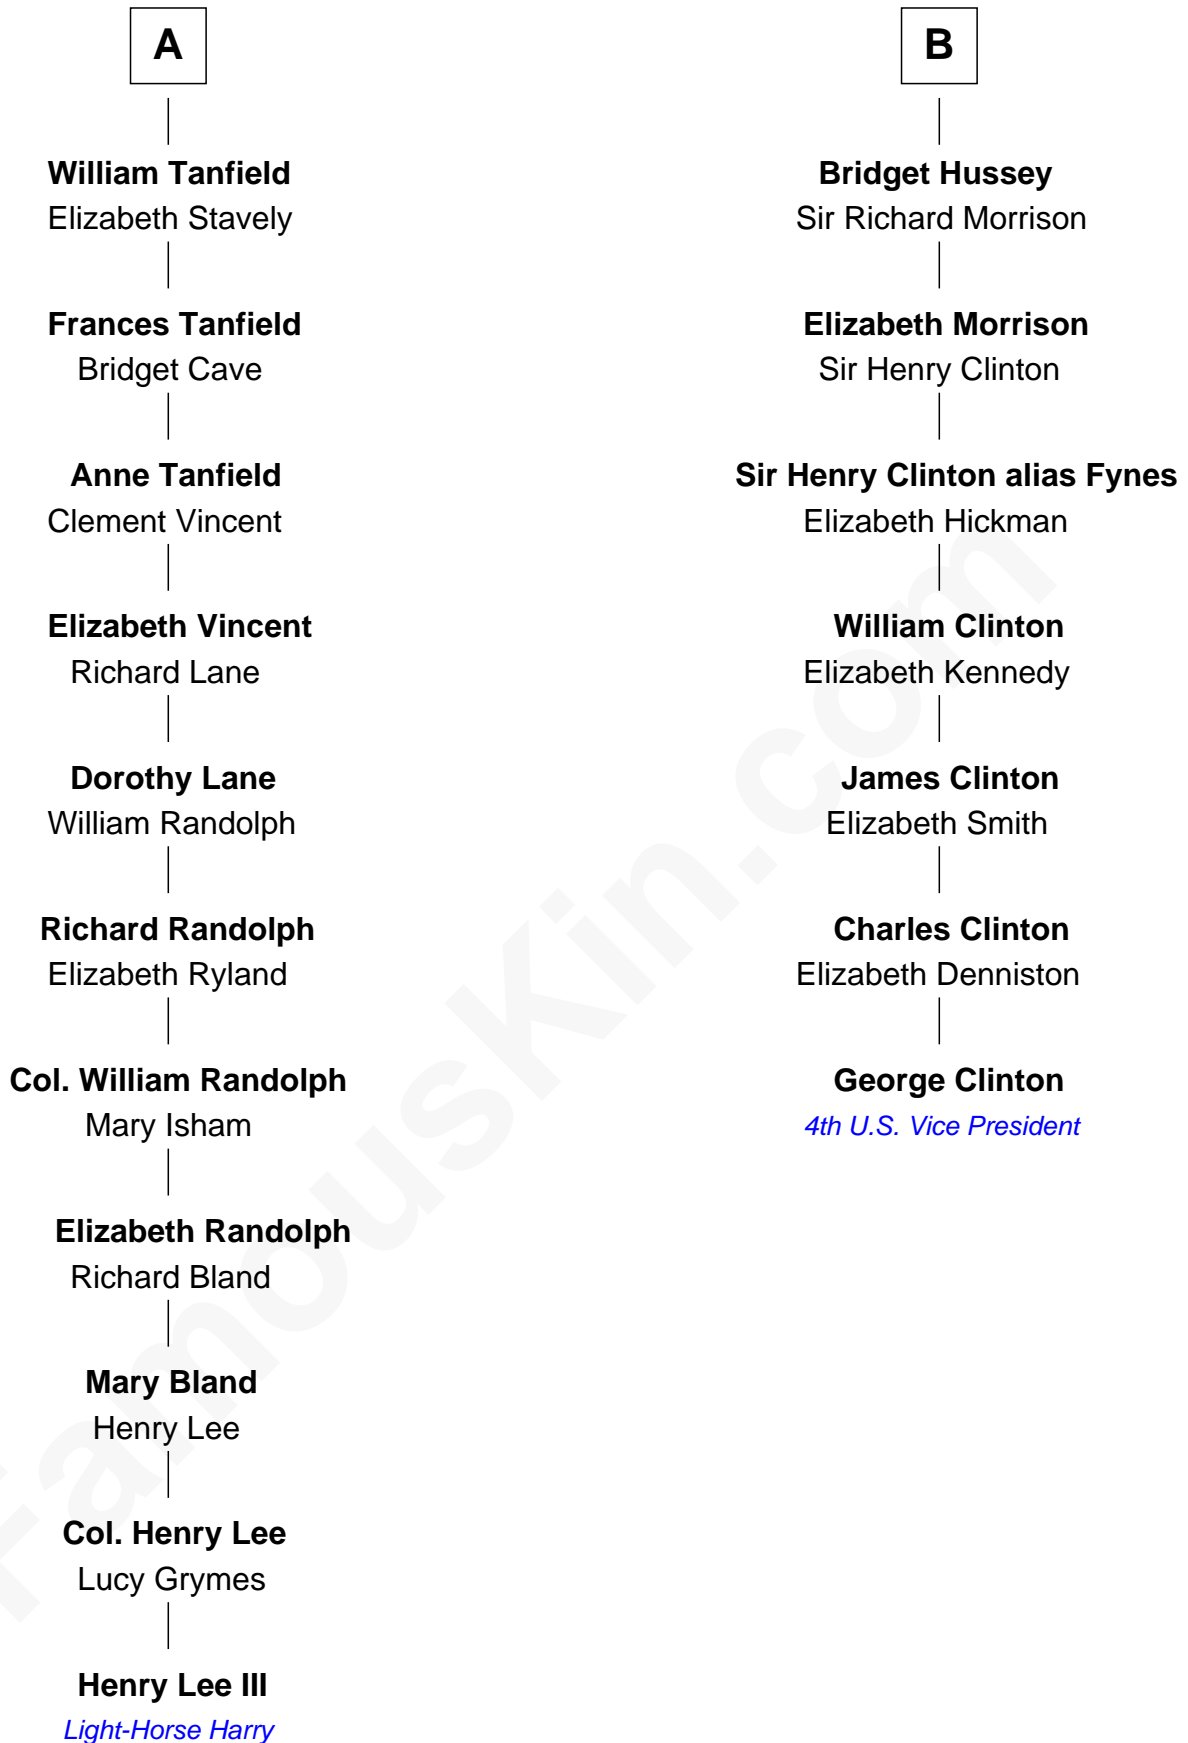 A
William Tanfield
Elizabeth Stavely
Frances Tanfield
Bridget Cave
Anne Tanfield
Clement Vincent
Elizabeth Vincent
Richard Lane
Dorothy Lane
William Randolph
Richard Randolph
Elizabeth Ryland
Col. William Randolph
Mary Isham
Elizabeth Randolph
Richard Bland
Mary Bland
Henry Lee
Col. Henry Lee
Lucy Grymes
Henry Lee III
Light-Horse Harry
B
Bridget Hussey
Sir Richard Morrison
Elizabeth Morrison
Sir Henry Clinton
Sir Henry Clinton alias Fynes
Elizabeth Hickman
William Clinton
Elizabeth Kennedy
James Clinton
Elizabeth Smith
Charles Clinton
Elizabeth Denniston
George Clinton
4th U.S. Vice President
FamousKin.com